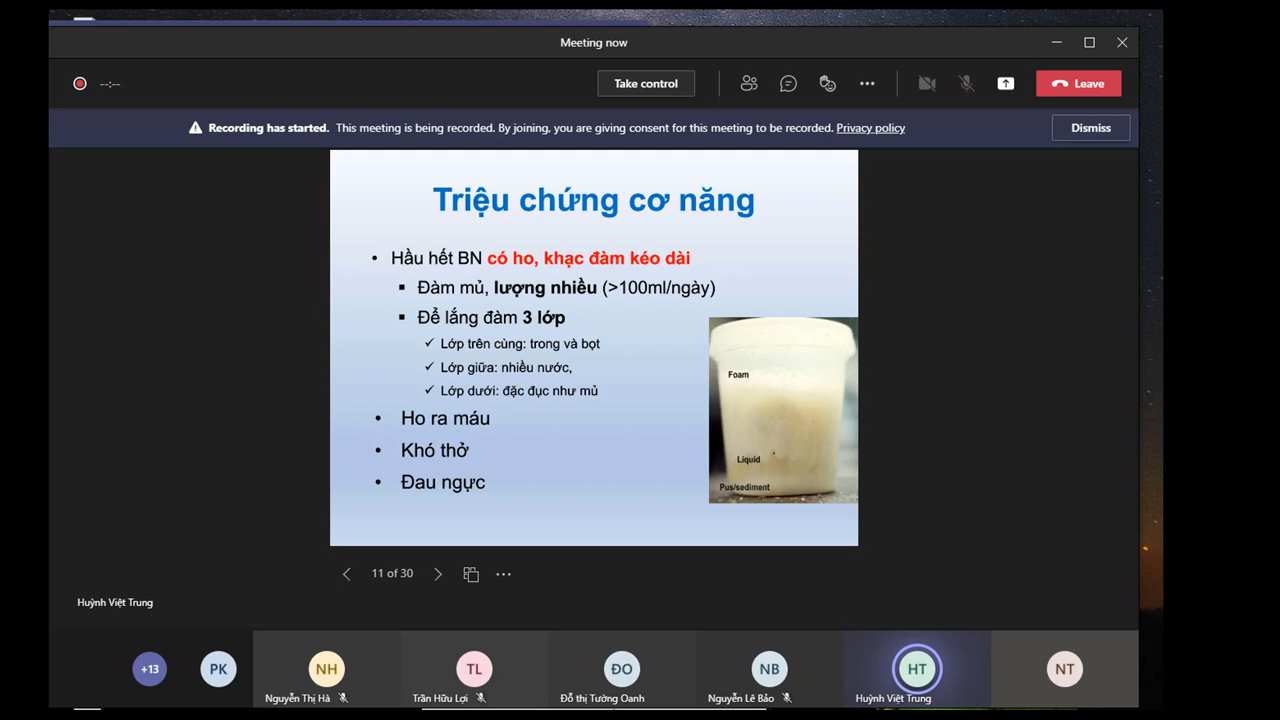 Meeting now
--:--
Take control
Leave
Recording has started. This meeting is being recorded. By joining, you are giving consent for this meeting to be recorded. Privacy policy
Dismiss
Triệu chứng cơ năng
• Hầu hết BN có ho, khạc đàm kéo dài
▪ Đàm mủ, lượng nhiều (>100ml/ngày)
▪ Để lắng đàm 3 lớp
✓ Lớp trên cùng: trong và bọt
✓ Lớp giữa: nhiều nước,
✓ Lớp dưới: đặc đục như mủ
• Ho ra máu
• Khó thở
• Đau ngực
Foam
Liquid
Pus/sediment
11 of 30
Huỳnh Việt Trung
+13
PK
NH
TL
ĐO
NB
HT
NT
Nguyễn Thị Hà
Trần Hữu Lợi
Đỗ thị Tường Oanh
Nguyễn Lê Bảo
Huỳnh Việt Trung